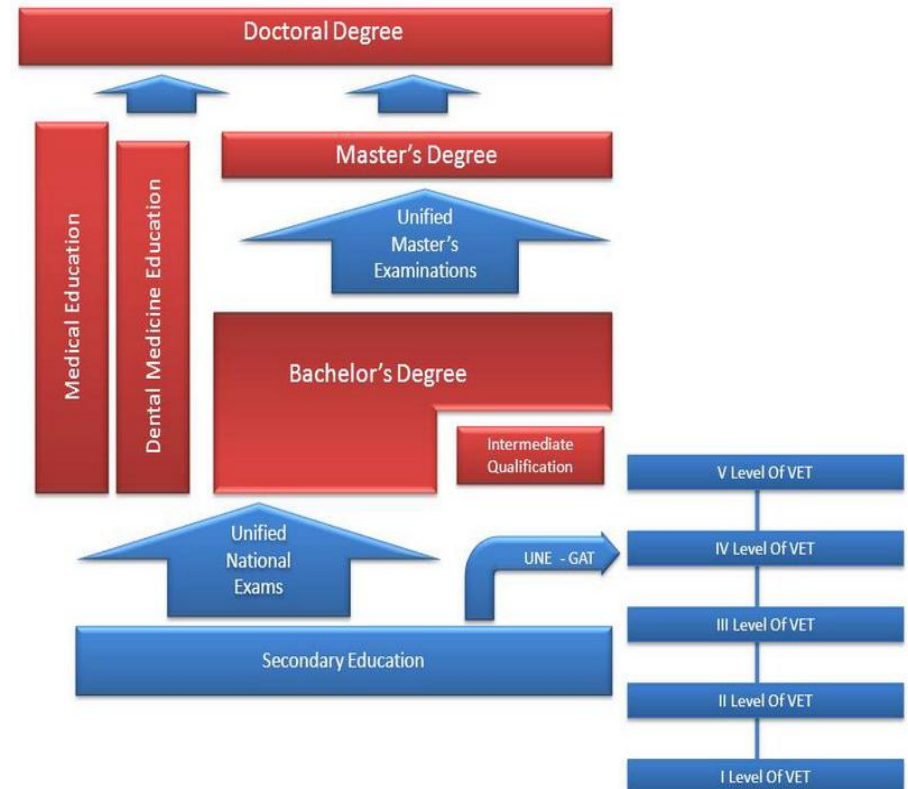 Doctoral Degree
Master's Degree
Medical Education
Dental Medicine Education
Unified
Master's
Examinations
Bachelor's Degree
Intermediate
Qualification
V Level Of VET
Unified
National
Exams
UNE - GAT
IV Level Of VET
III Level Of VET
Secondary Education
II Level Of VET
I Level Of VET